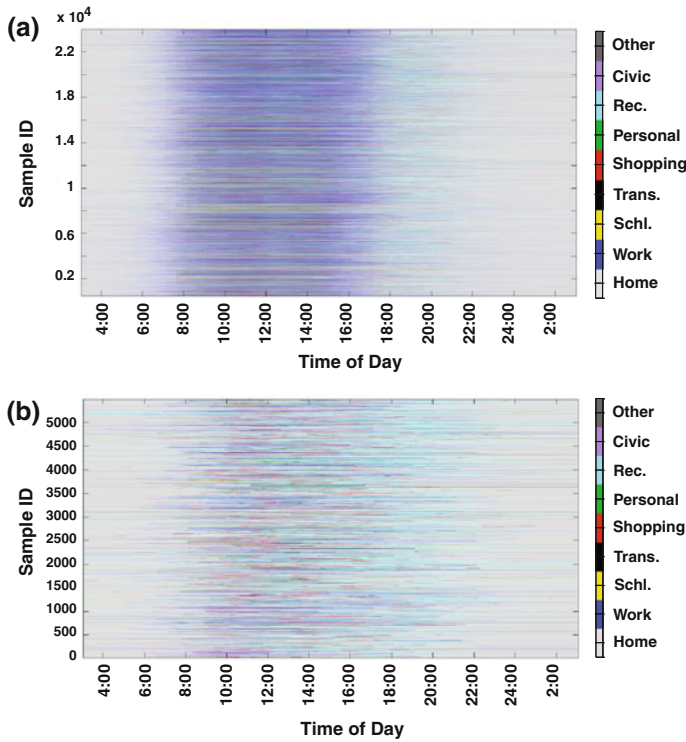 (a)
x 10⁴
2.2
1.8
1.4
1
0.6
0.2
Sample ID
4:00 6:00 8:00 10:00 12:00 14:00 16:00 18:00 20:00 22:00 24:00 2:00
Time of Day
Other
Civic
Rec.
Personal
Shopping
Trans.
Schl.
Work
Home
(b)
5000
4500
4000
3500
3000
2500
2000
1500
1000
500
0
Sample ID
4:00 6:00 8:00 10:00 12:00 14:00 16:00 18:00 20:00 22:00 24:00 2:00
Time of Day
Other
Civic
Rec.
Personal
Shopping
Trans.
Schl.
Work
Home